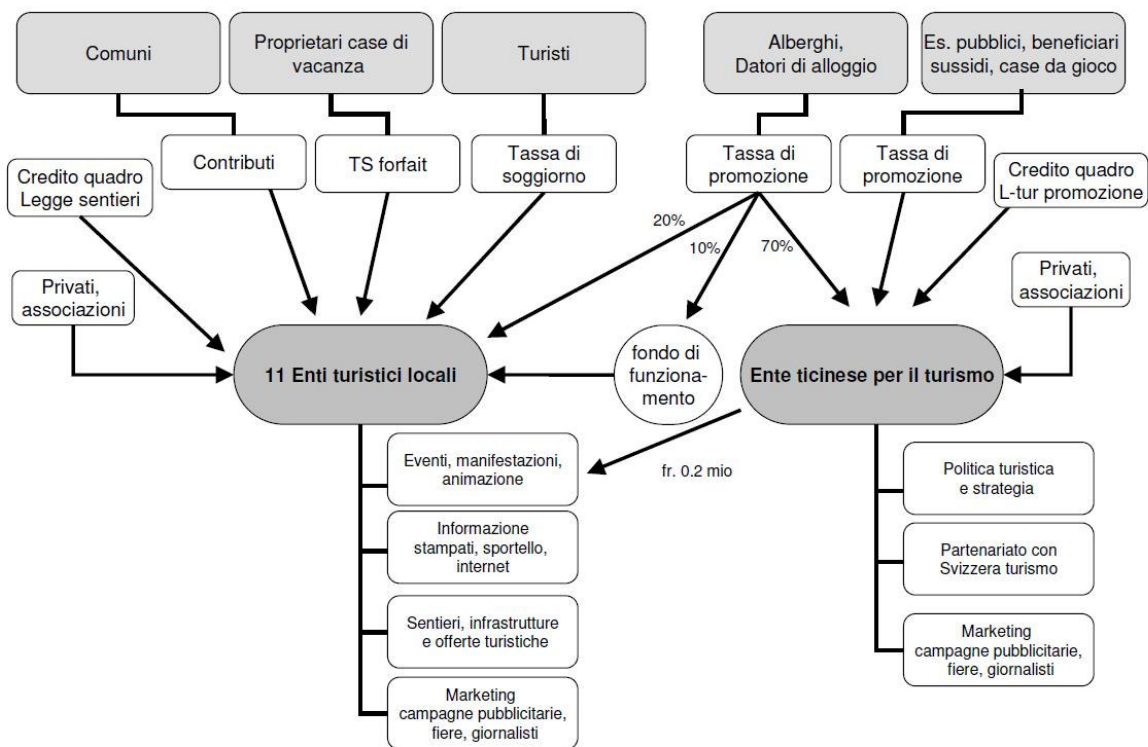 Comuni
Proprietari case di
vacanza
Turisti
Alberghi,
Datori di alloggio
Es. pubblici, beneficiari
sussidi, case da gioco
Credito quadro
Legge sentieri
Contributi
TS forfait
Tassa di
soggiorno
Tassa di
promozione
Tassa di
promozione
Credito quadro
L-tur promozione
20%
10%
70%
Privati,
associazioni
Privati,
associazioni
11 Enti turistici locali
fondo di
funziona-
mento
Ente ticinese per il turismo
fr. 0.2 mio
Eventi, manifestazioni,
animazione
Informazione
stampati, sportello,
internet
Sentieri, infrastrutture
e offerte turistiche
Marketing
campagne pubblicitarie,
fiere, giornalisti
Politica turistica
e strategia
Partenariato con
Svizzera turismo
Marketing
campagne pubblicitarie,
fiere, giornalisti